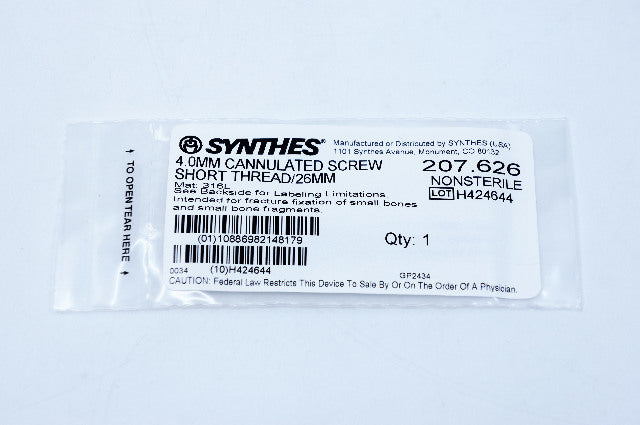 ↑ TO OPEN TEAR HERE ↑
SYNTHES®
Manufactured or Distributed by SYNTHES (USA)
1101 Synthes Avenue, Monument, CO 80132
4.0MM CANNULATED SCREW
SHORT THREAD/26MM
207.626
NONSTERILE
LOT H424644
Mat: 316L
See Backside for Labeling Limitations
Intended for fracture fixation of small bones
and small bone fragments.
(01)10886982148179
Qty: 1
0034 (10)H424644
GP2434
CAUTION: Federal Law Restricts This Device To Sale By Or On The Order Of A Physician.